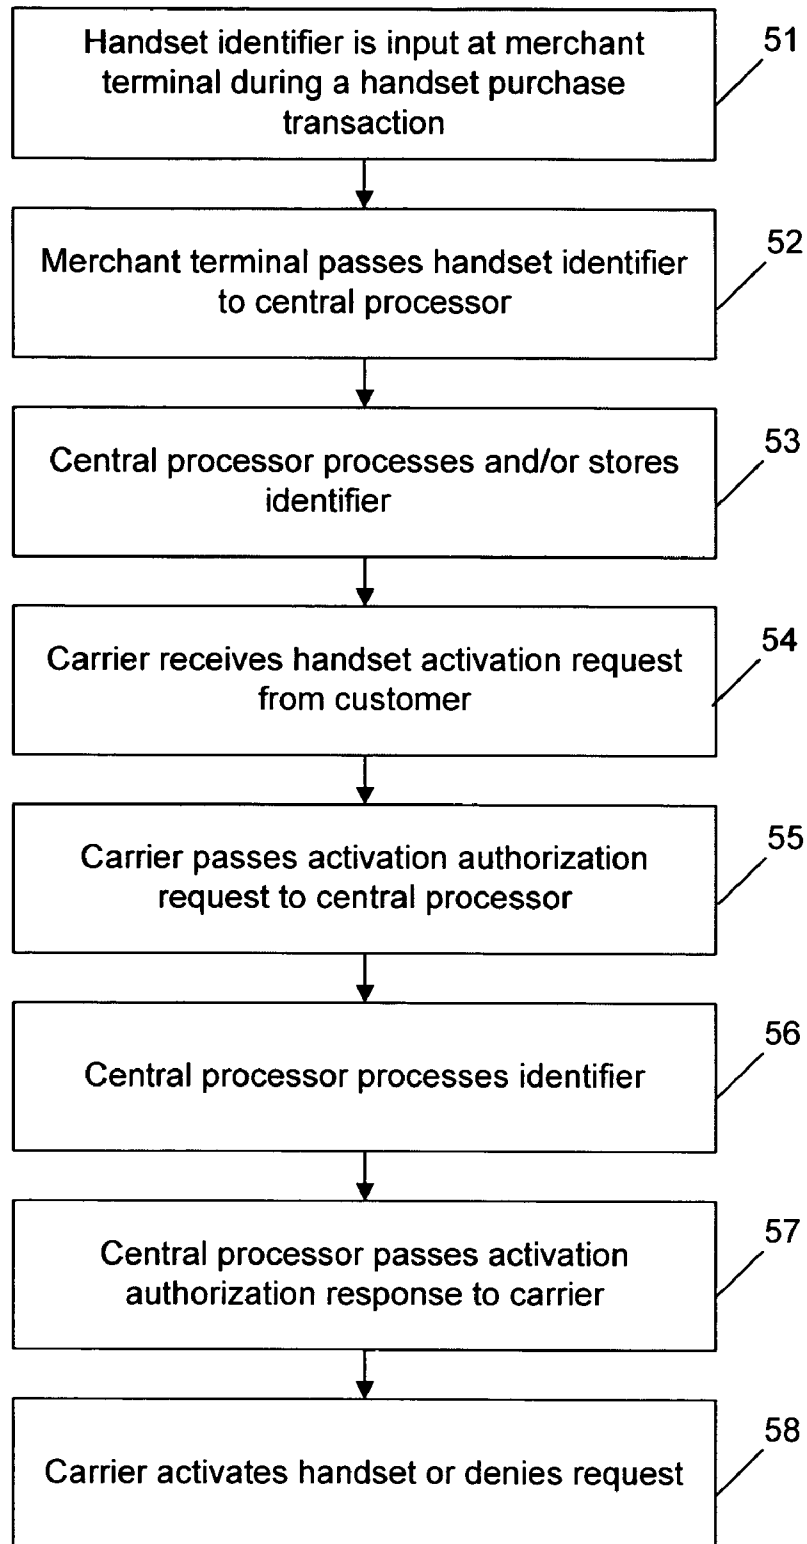 Handset identifier is input at merchant
terminal during a handset purchase
transaction
51
Merchant terminal passes handset identifier
to central processor
52
Central processor processes and/or stores
identifier
53
Carrier receives handset activation request
from customer
54
Carrier passes activation authorization
request to central processor
55
Central processor processes identifier
56
Central processor passes activation
authorization response to carrier
57
Carrier activates handset or denies request
58